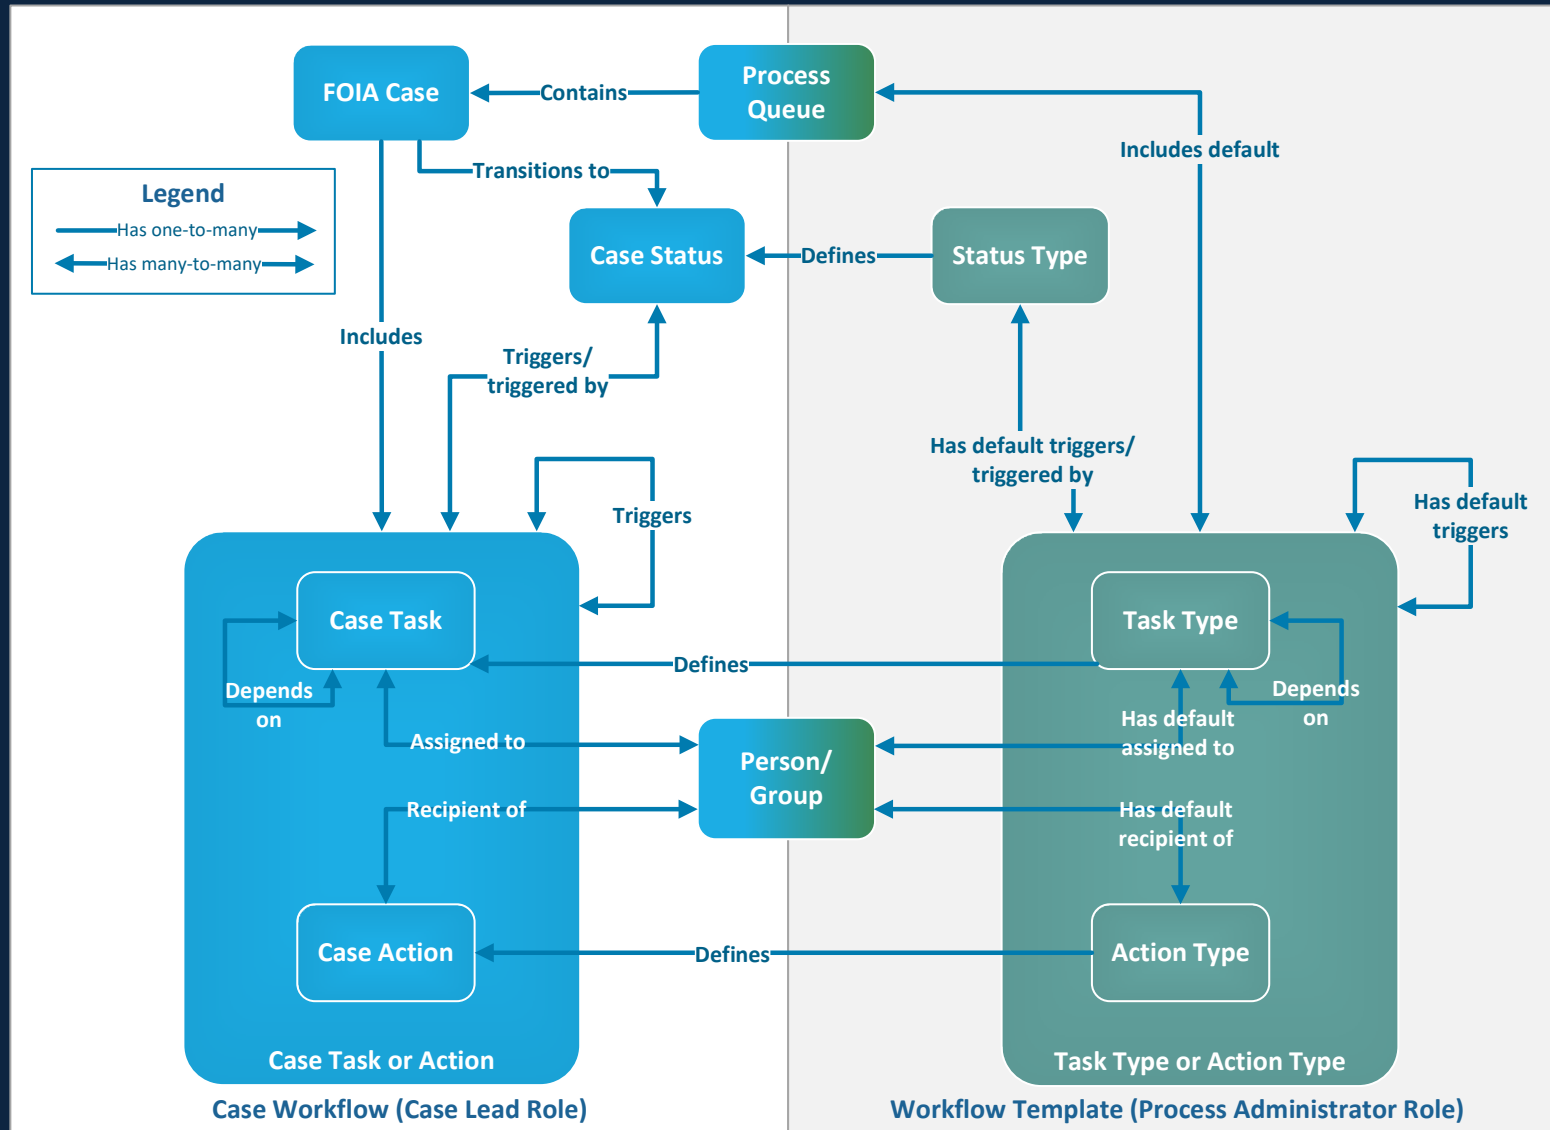 FOIA Case
Contains
Process
Queue
Includes default
Transitions to
Legend
Has one-to-many
Has many-to-many
Case Status
Defines
Status Type
Includes
Triggers/
triggered by
Has default triggers/
triggered by
Triggers
Has default
triggers
Case Task
Task Type
Defines
Depends
on
Depends
on
Assigned to
Has default
assigned to
Person/
Group
Recipient of
Has default
recipient of
Case Action
Defines
Action Type
Case Task or Action
Task Type or Action Type
Case Workflow (Case Lead Role)
Workflow Template (Process Administrator Role)